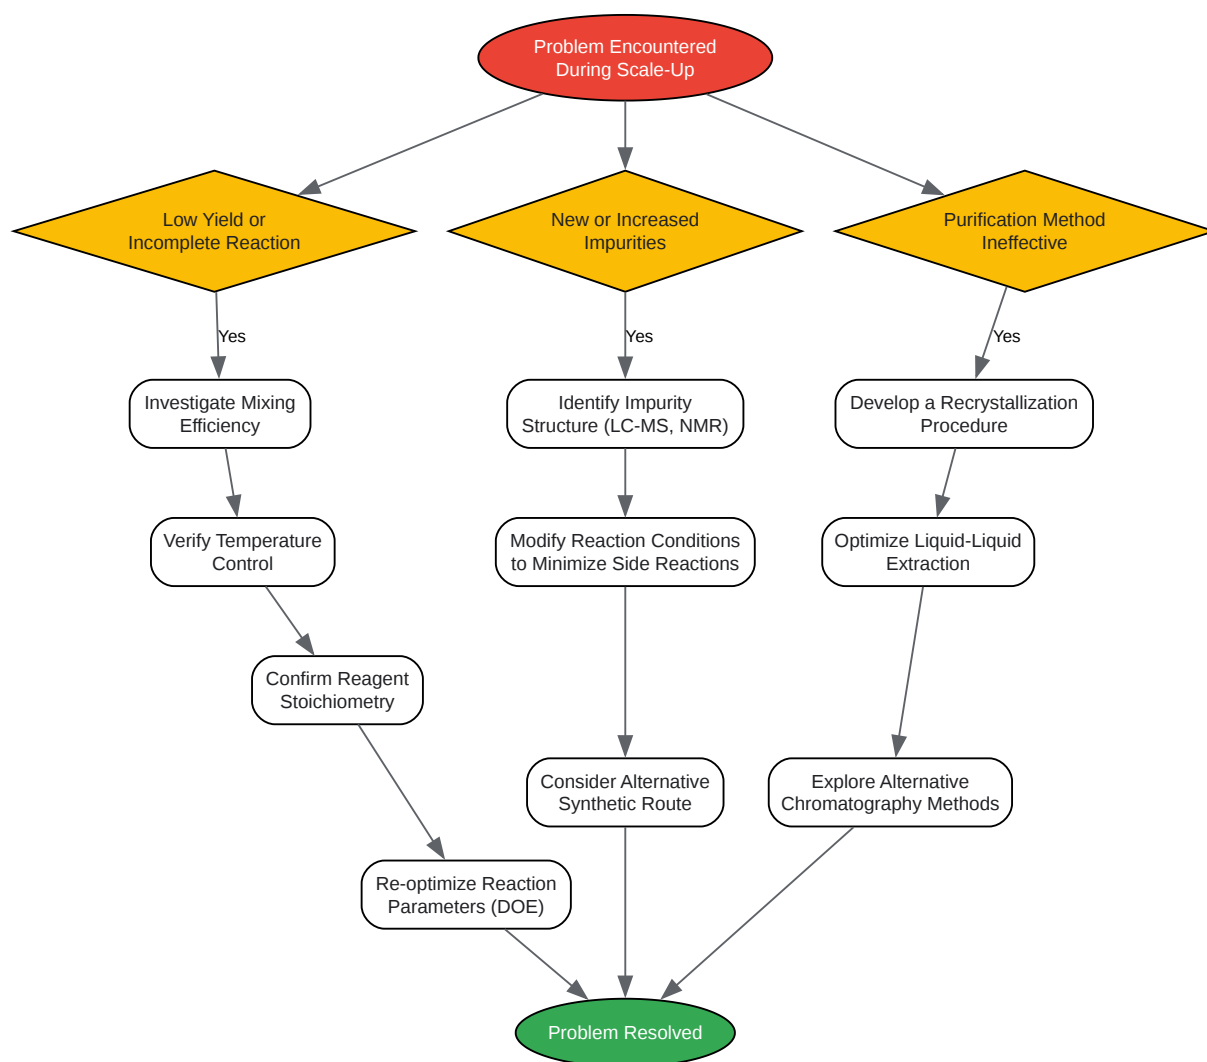 Problem Encountered
During Scale-Up
Low Yield or
Incomplete Reaction
New or Increased
Impurities
Purification Method
Ineffective
Yes
Yes
Yes
Investigate Mixing
Efficiency
Identify Impurity
Structure (LC-MS, NMR)
Develop a Recrystallization
Procedure
Verify Temperature
Control
Modify Reaction Conditions
to Minimize Side Reactions
Optimize Liquid-Liquid
Extraction
Confirm Reagent
Stoichiometry
Consider Alternative
Synthetic Route
Explore Alternative
Chromatography Methods
Re-optimize Reaction
Parameters (DOE)
Problem Resolved